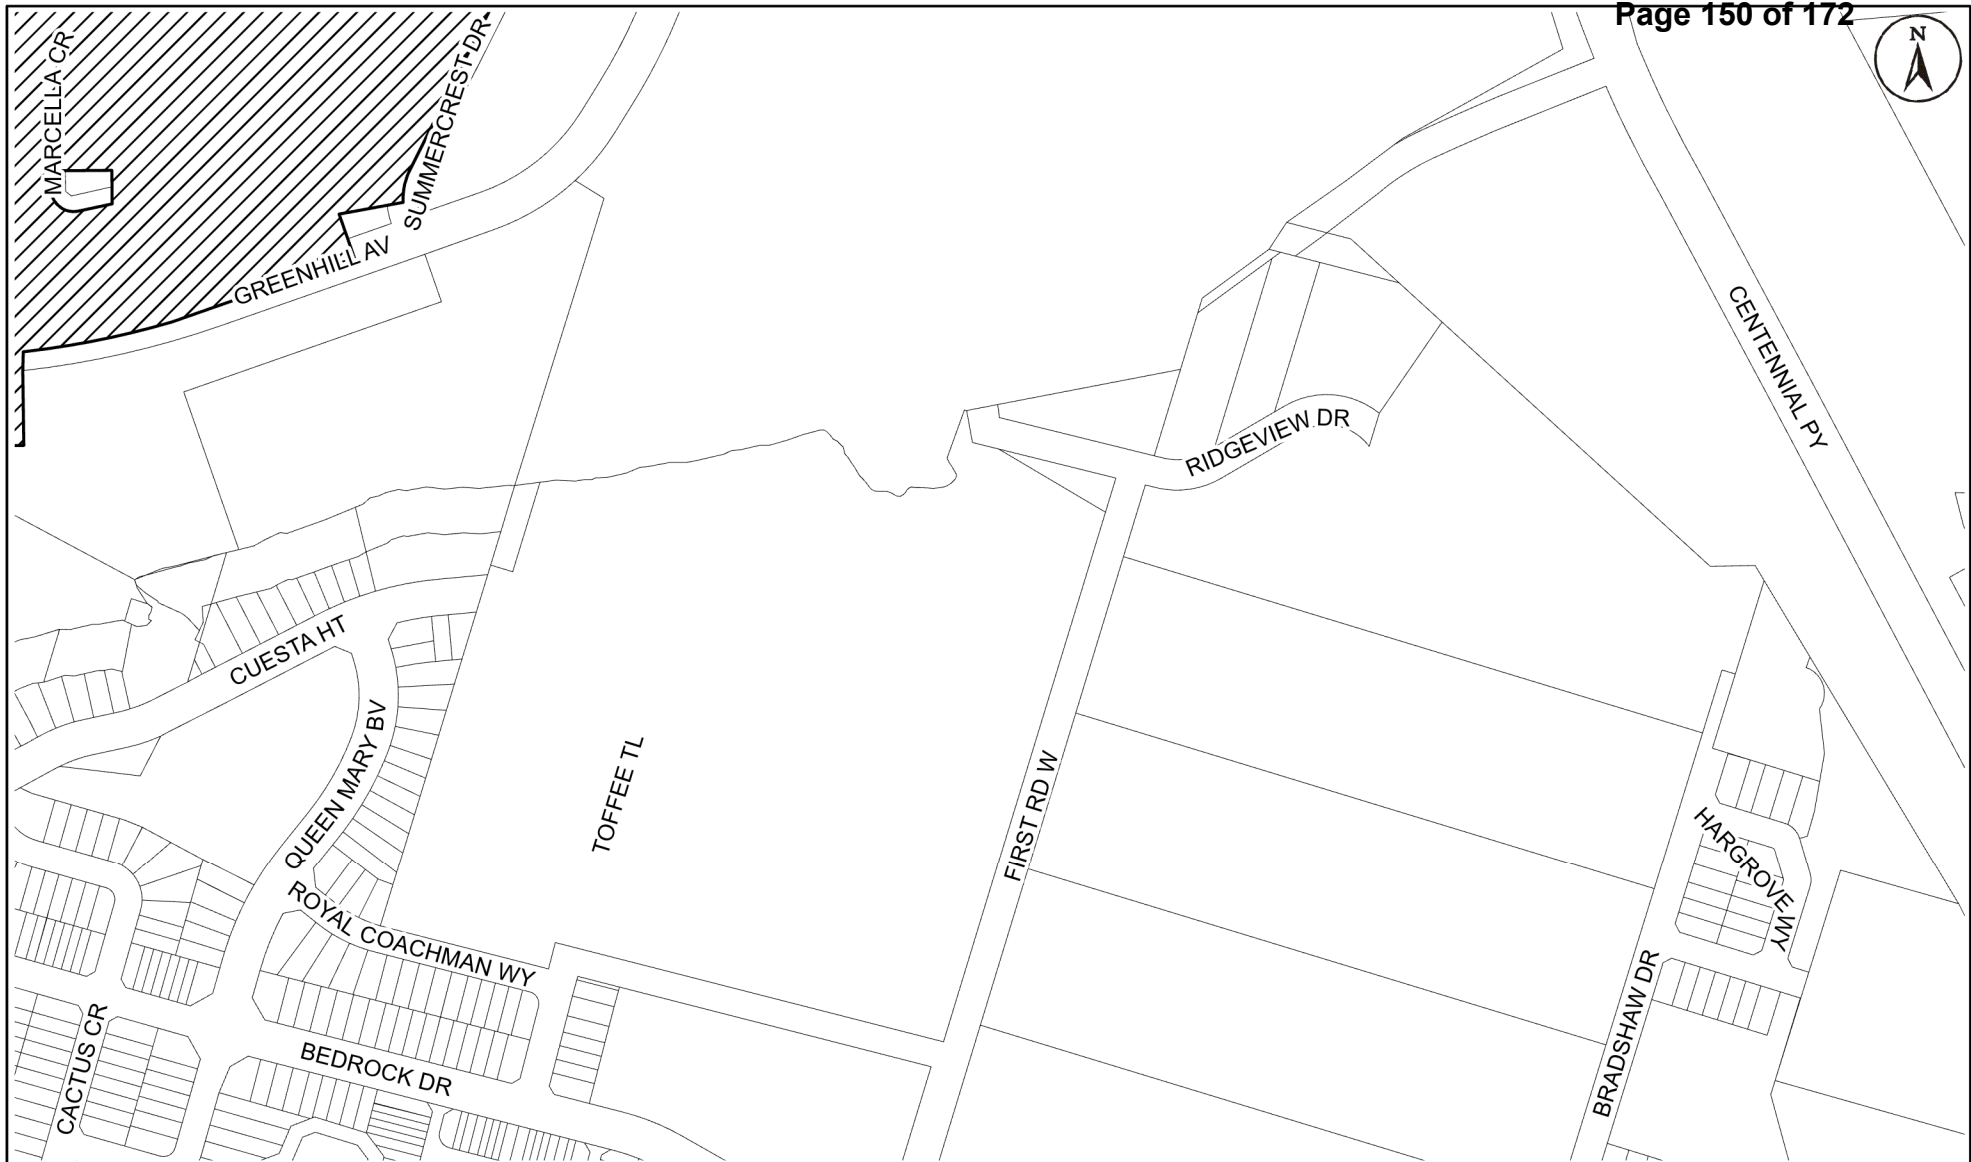 Page 150 of 172
N
MARCELLA CR
SUMMERCREST DR
GREENHILL AV
CENTENNIAL PY
RIDGEVIEW DR
CUESTA HT
QUEEN MARY BV
TOFFEE TL
FIRST RD W
HARGROVE WY
ROYAL COACHMAN WY
BRADSHAW DR
CACTUS CR
BEDROCK DR